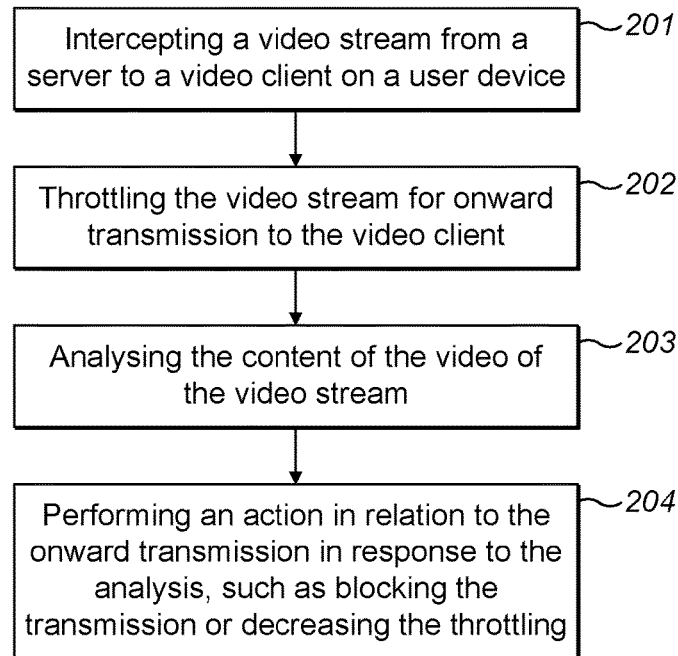 Intercepting a video stream from a
server to a video client on a user device
201
Throttling the video stream for onward
transmission to the video client
202
Analysing the content of the video of
the video stream
203
Performing an action in relation to the
onward transmission in response to the
analysis, such as blocking the
transmission or decreasing the throttling
204